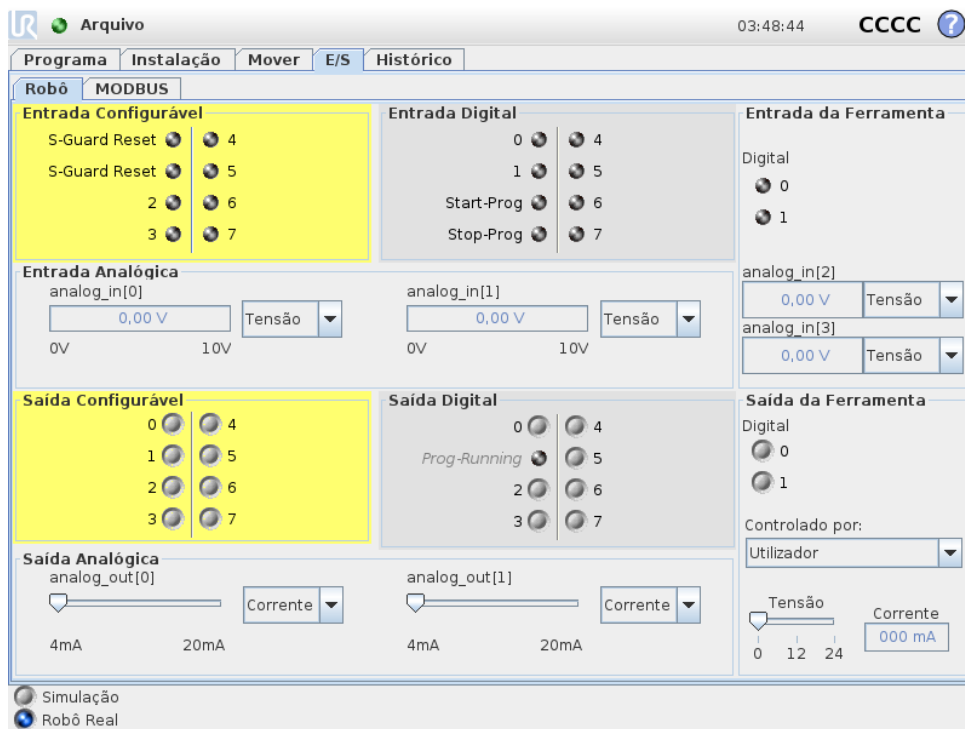 UR Arquivo 03:48:44 CCCC ?
Programa Instalação Mover E/S Histórico
Robô MODBUS
Entrada Configurável
S-Guard Reset 4
S-Guard Reset 5
2 6
3 7
Entrada Digital
0 4
1 5
Start-Prog 6
Stop-Prog 7
Entrada da Ferramenta
Digital
0
1
Entrada Analógica
analog_in[0]
0,00 V Tensão
0V 10V
analog_in[1]
0,00 V Tensão
0V 10V
analog_in[2]
0,00 V Tensão
analog_in[3]
0,00 V Tensão
Saída Configurável
0 4
1 5
2 6
3 7
Saída Digital
0 4
Prog-Running 5
2 6
3 7
Saída da Ferramenta
Digital
0
1
Controlado por:
Utilizador
Tensão
0 12 24
Corrente
000 mA
Saída Analógica
analog_out[0]
Corrente
4mA 20mA
analog_out[1]
Corrente
4mA 20mA
Simulação
Robô Real